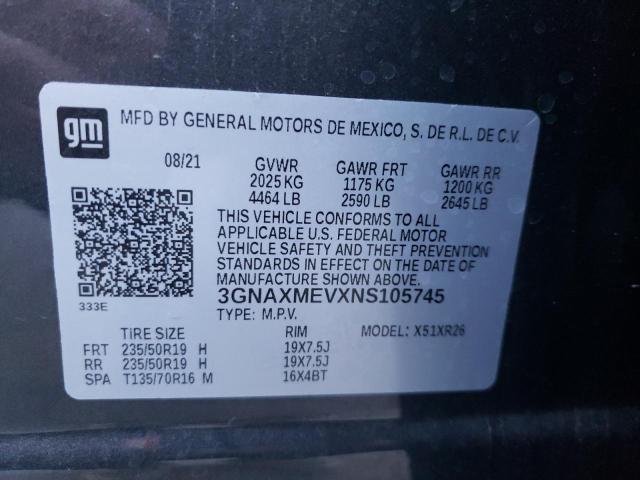 gm
MFD BY GENERAL MOTORS DE MEXICO, S. DE R.L. DE C.V.
08/21 GVWR GAWR FRT GAWR RR
2025 KG 1175 KG 1200 KG
4464 LB 2590 LB 2645 LB
THIS VEHICLE CONFORMS TO ALL
APPLICABLE U.S. FEDERAL MOTOR
VEHICLE SAFETY AND THEFT PREVENTION
STANDARDS IN EFFECT ON THE DATE
OF MANUFACTURE SHOWN ABOVE.
3GNAXMEVXNS105745
333E
TYPE: M.P.V. MODEL: X51XR26
TIRE SIZE RIM
FRT 235/50R19 H 19X7.5J
RR 235/50R19 H 19X7.5J
SPA T135/70R16 M 16X4BT